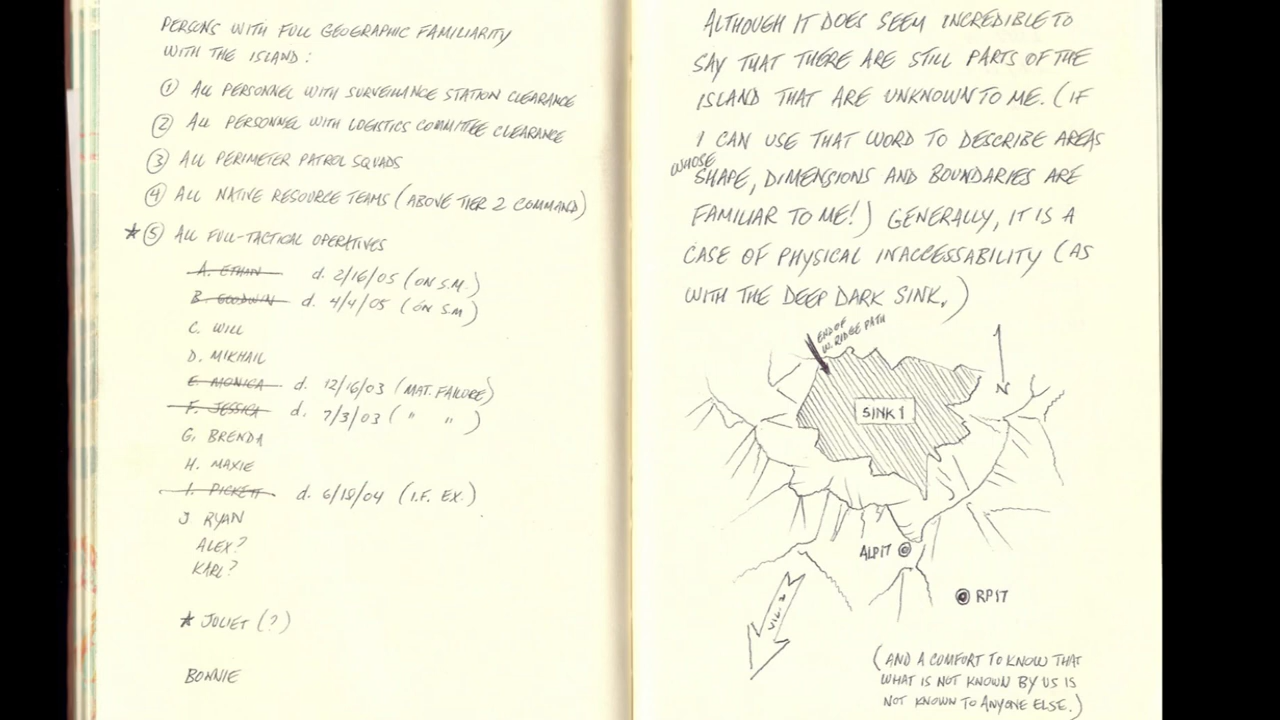 PERSONS WITH FULL GEOGRAPHIC FAMILIARITY
WITH THE ISLAND:
① ALL PERSONNEL WITH SURVEILLANCE STATION CLEARANCE
② ALL PERSONNEL WITH LOGISTICS COMMITTEE CLEARANCE
③ ALL PERIMETER PATROL SQUADS
④ ALL NATIVE RESOURCE TEAMS (ABOVE TIER 2 COMMAND)
★ ⑤ ALL FULL-TACTICAL OPERATIVES
A. ETHAN d. 2/16/05 (ON S.M.)
B. GOODWIN d. 4/4/05 (ON S.M)
C. WILL
D. MIKHAIL
E. MONICA d. 12/16/03 (MAT. FAILURE)
F. JESSICA d. 7/3/03 ( " " )
G. BRENDA
H. MAXIE
I. PICKETT d. 6/18/04 (I.F. EX.)
J RYAN
ALEX?
KARL?
★ JULIET (?)
BONNIE
ALTHOUGH IT DOES SEEM INCREDIBLE TO
SAY THAT THERE ARE STILL PARTS OF THE
ISLAND THAT ARE UNKNOWN TO ME. (IF
I CAN USE THAT WORD TO DESCRIBE AREAS
WHOSE
SHAPE, DIMENSIONS AND BOUNDARIES ARE
FAMILIAR TO ME!) GENERALLY, IT IS A
CASE OF PHYSICAL INACCESSABILITY (AS
WITH THE DEEP DARK SINK.)
END OF
W. RIDGE PATH
N
SINK 1
ALPIT
RPIT
VIL. 2
(AND A COMFORT TO KNOW THAT
WHAT IS NOT KNOWN BY US IS
NOT KNOWN TO ANYONE ELSE.)